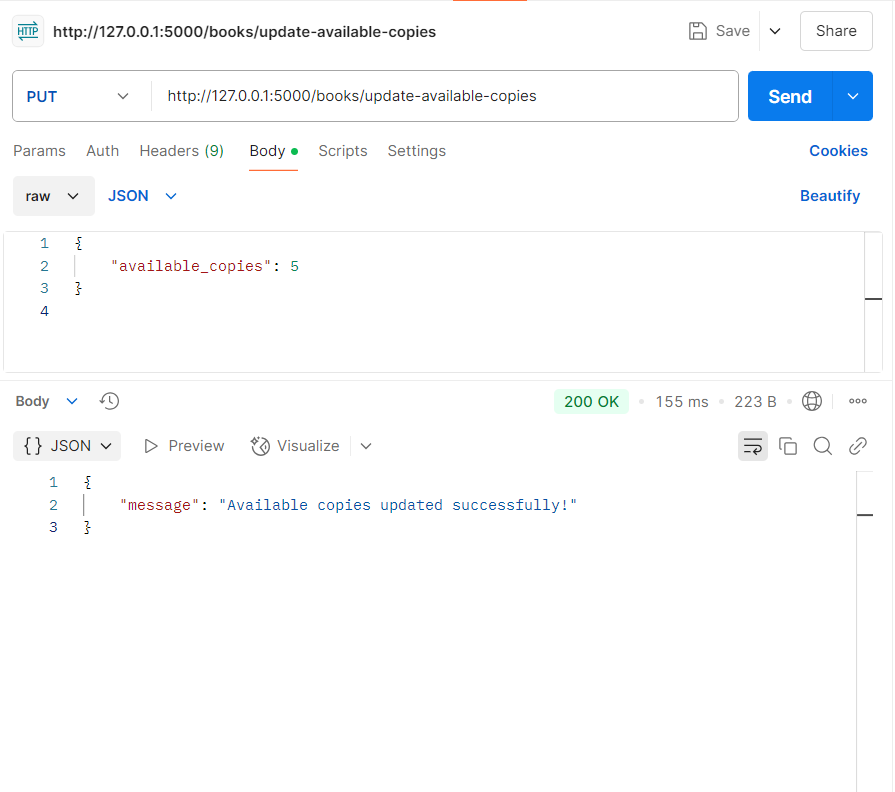 HTTP http://127.0.0.1:5000/books/update-available-copies Save Share
PUT http://127.0.0.1:5000/books/update-available-copies Send
Params Auth Headers (9) Body Scripts Settings Cookies
raw JSON Beautify
1 {
2 "available_copies": 5
3 }
4
Body 200 OK 155 ms 223 B
{} JSON Preview Visualize
1 {
2 "message": "Available copies updated successfully!"
3 }